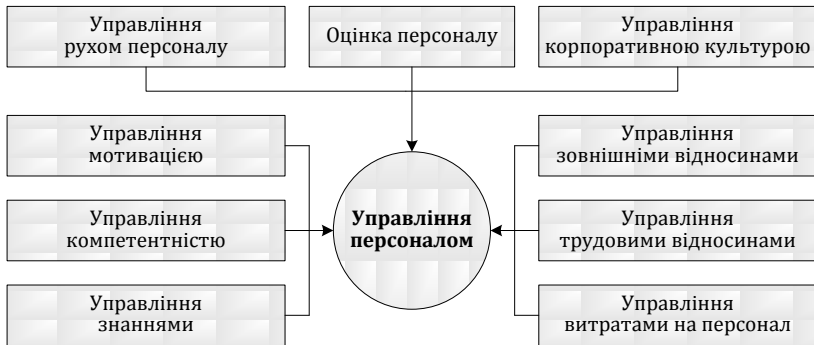 Управління
рухом персоналу
Оцінка персоналу
Управління
корпоративною культурою
Управління
мотивацією
Управління
компетентністю
Управління
знаннями
Управління
персоналом
Управління
зовнішніми відносинами
Управління
трудовими відносинами
Управління
витратами на персонал